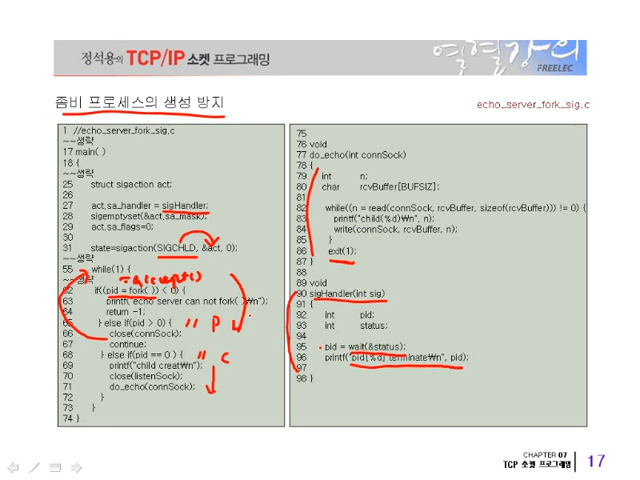 정석용의 TCP/IP 소켓 프로그래밍
열혈강의
FREELEC
좀비 프로세스의 생성 방지
echo_server_fork_sig.c
1 //echo_server_fork_sig.c
~~생략
17 main( )
18 {
~~생략
25 struct sigaction act;
26
27 act.sa_handler = sigHandler;
28 sigemptyset(&act,sa_mask);
29 act.sa_flags=0;
30
31 state=sigaction(SIGCHLD, &act, 0);
~~생략
55 while(1) {
~~생략
= accept()
62 if((pid = fork( )) < 0) {
63 printf( echo server can not fork( )\n");
64 return -1;
65 } else if(pid > 0) { // P
66 close(connSock);
67 continue;
68 } else if(pid == 0 ) { // C
69 printf("child creat\n");
70 close(listenSock);
71 do_echo(connSock);
72 }
73 }
74 }
75
76 void
77 do_echo(int connSock)
78 {
79 int n;
80 char rcvBuffer[BUFSIZ];
81
82 while((n = read(connSock, rcvBuffer, sizeof(rcvBuffer))) != 0) {
83 printf("child(%d)\n", n);
84 write(connSock, rcvBuffer, n);
85 }
86 exit(1);
87 }
88
89 void
90 sigHandler(int sig)
91 {
92 int pid;
93 int status;
94
95 pid = wait(&status);
96 printf("pid[%d] terminate\n", pid);
97
98 }
CHAPTER 07
TCP 소켓 프로그래밍
17